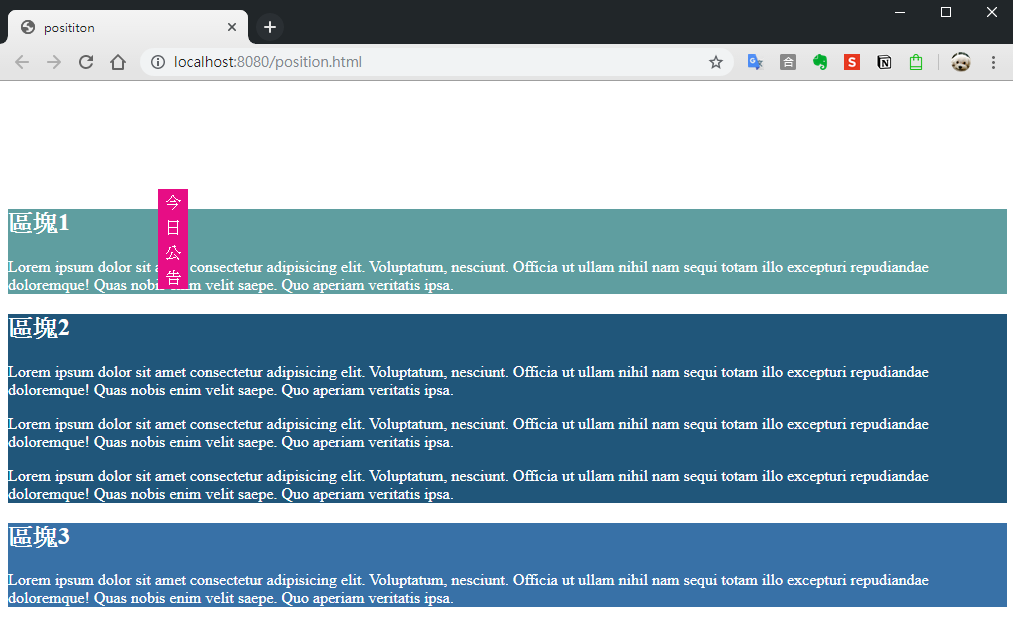 posititon
localhost:8080/position.html
合
S
N
今
日
公
告
區塊1
Lorem ipsum dolor sit a consectetur adipisicing elit. Voluptatum, nesciunt. Officia ut ullam nihil nam sequi totam illo excepturi repudiandae
doloremque! Quas nobi m velit saepe. Quo aperiam veritatis ipsa.
區塊2
Lorem ipsum dolor sit amet consectetur adipisicing elit. Voluptatum, nesciunt. Officia ut ullam nihil nam sequi totam illo excepturi repudiandae
doloremque! Quas nobis enim velit saepe. Quo aperiam veritatis ipsa.
Lorem ipsum dolor sit amet consectetur adipisicing elit. Voluptatum, nesciunt. Officia ut ullam nihil nam sequi totam illo excepturi repudiandae
doloremque! Quas nobis enim velit saepe. Quo aperiam veritatis ipsa.
Lorem ipsum dolor sit amet consectetur adipisicing elit. Voluptatum, nesciunt. Officia ut ullam nihil nam sequi totam illo excepturi repudiandae
doloremque! Quas nobis enim velit saepe. Quo aperiam veritatis ipsa.
區塊3
Lorem ipsum dolor sit amet consectetur adipisicing elit. Voluptatum, nesciunt. Officia ut ullam nihil nam sequi totam illo excepturi repudiandae
doloremque! Quas nobis enim velit saepe. Quo aperiam veritatis ipsa.